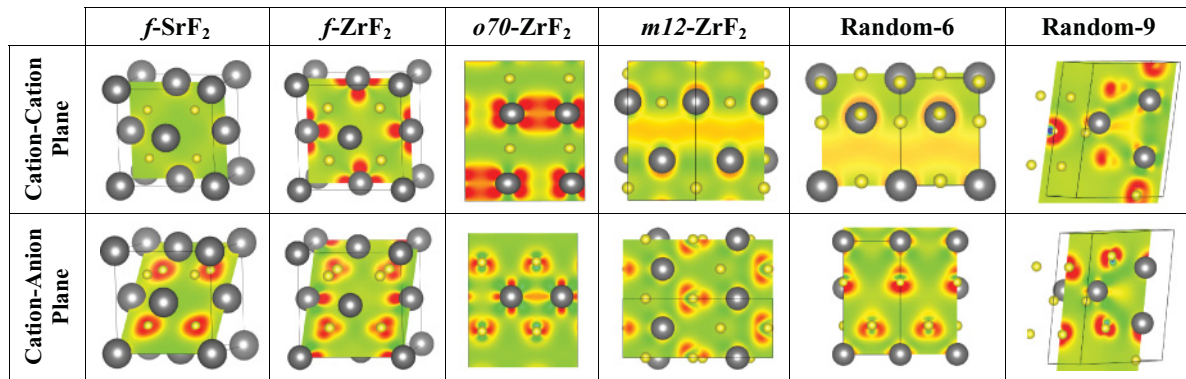 f-SrF₂ f-ZrF₂ o70-ZrF₂ m12-ZrF₂ Random-6 Random-9
Cation-Cation
Plane
Cation-Anion
Plane